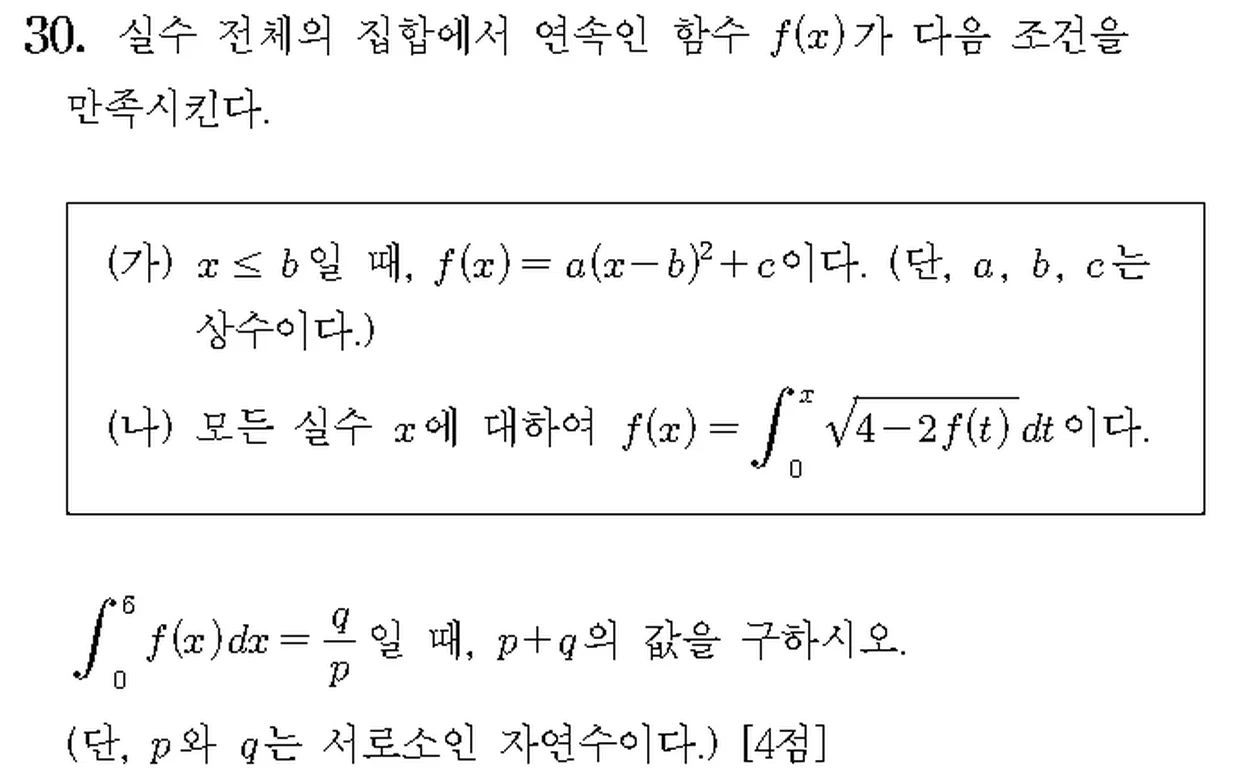 30. 실수 전체의 집합에서 연속인 함수 f(x)가 다음 조건을
만족시킨다.
(가) x ≤ b일 때, f(x) = a(x−b)²+c이다. (단, a, b, c는
상수이다.)
(나) 모든 실수 x에 대하여 f(x) = ∫₀ˣ √(4−2f(t)) dt이다.
∫₀⁶ f(x)dx = q/p 일 때, p+q의 값을 구하시오.
(단, p와 q는 서로소인 자연수이다.) [4점]